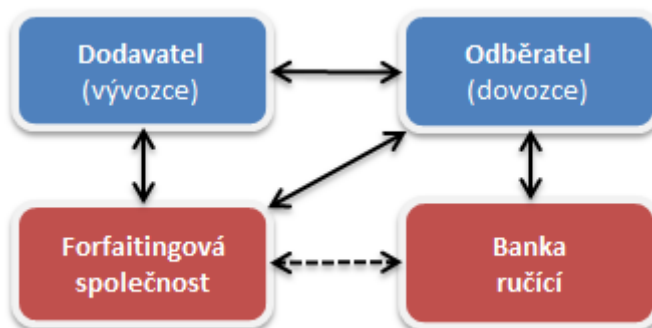 Dodavatel
(vývozce)
Odběratel
(dovozce)
Forfaitingová
společnost
Banka
ručící